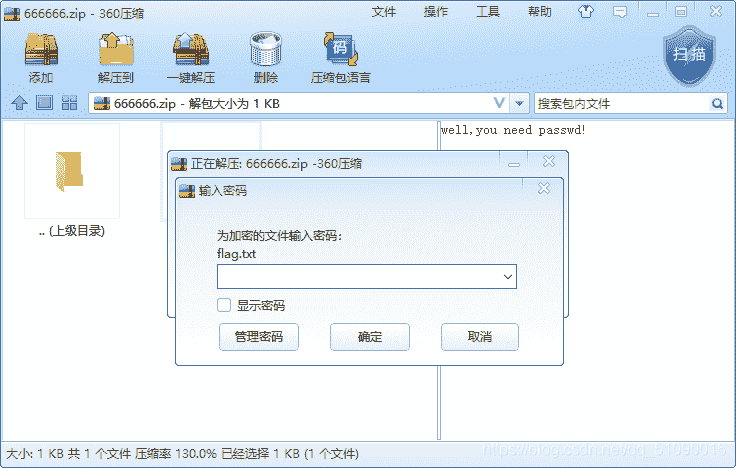 666666.zip - 360压缩
文件 操作 工具 帮助
添加 解压到 一键解压 删除 码 压缩包语言 扫描
666666.zip - 解包大小为 1 KB 搜索包内文件
well,you need passwd!
.. (上级目录)
正在解压: 666666.zip -360压缩
输入密码
为加密的文件输入密码:
flag.txt
显示密码
管理密码 确定 取消
大小: 1 KB 共 1 个文件 压缩率 130.0% 已经选择 1 KB (1 个文件)